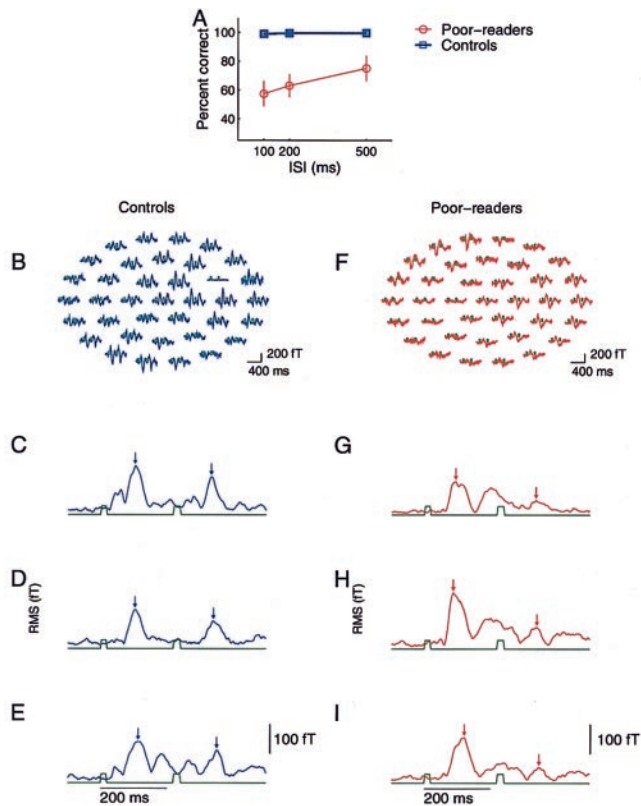 A
Percent correct
100
80
60
40
100 200 500
ISI (ms)
Poor-readers
Controls
Controls
B
200 fT
400 ms
Poor-readers
F
200 fT
400 ms
C
G
D
RMS (fT)
H
RMS (fT)
E
100 fT
200 ms
I
100 fT
200 ms